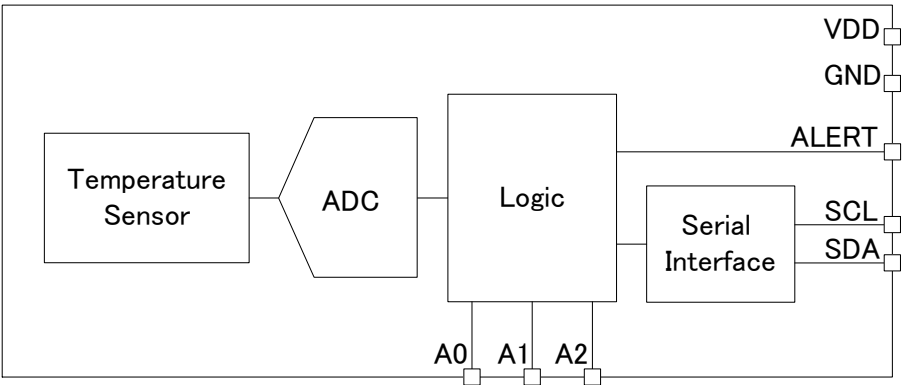 VDD
GND
ALERT
Temperature
Sensor
ADC
Logic
Serial
Interface
SCL
SDA
A0
A1
A2